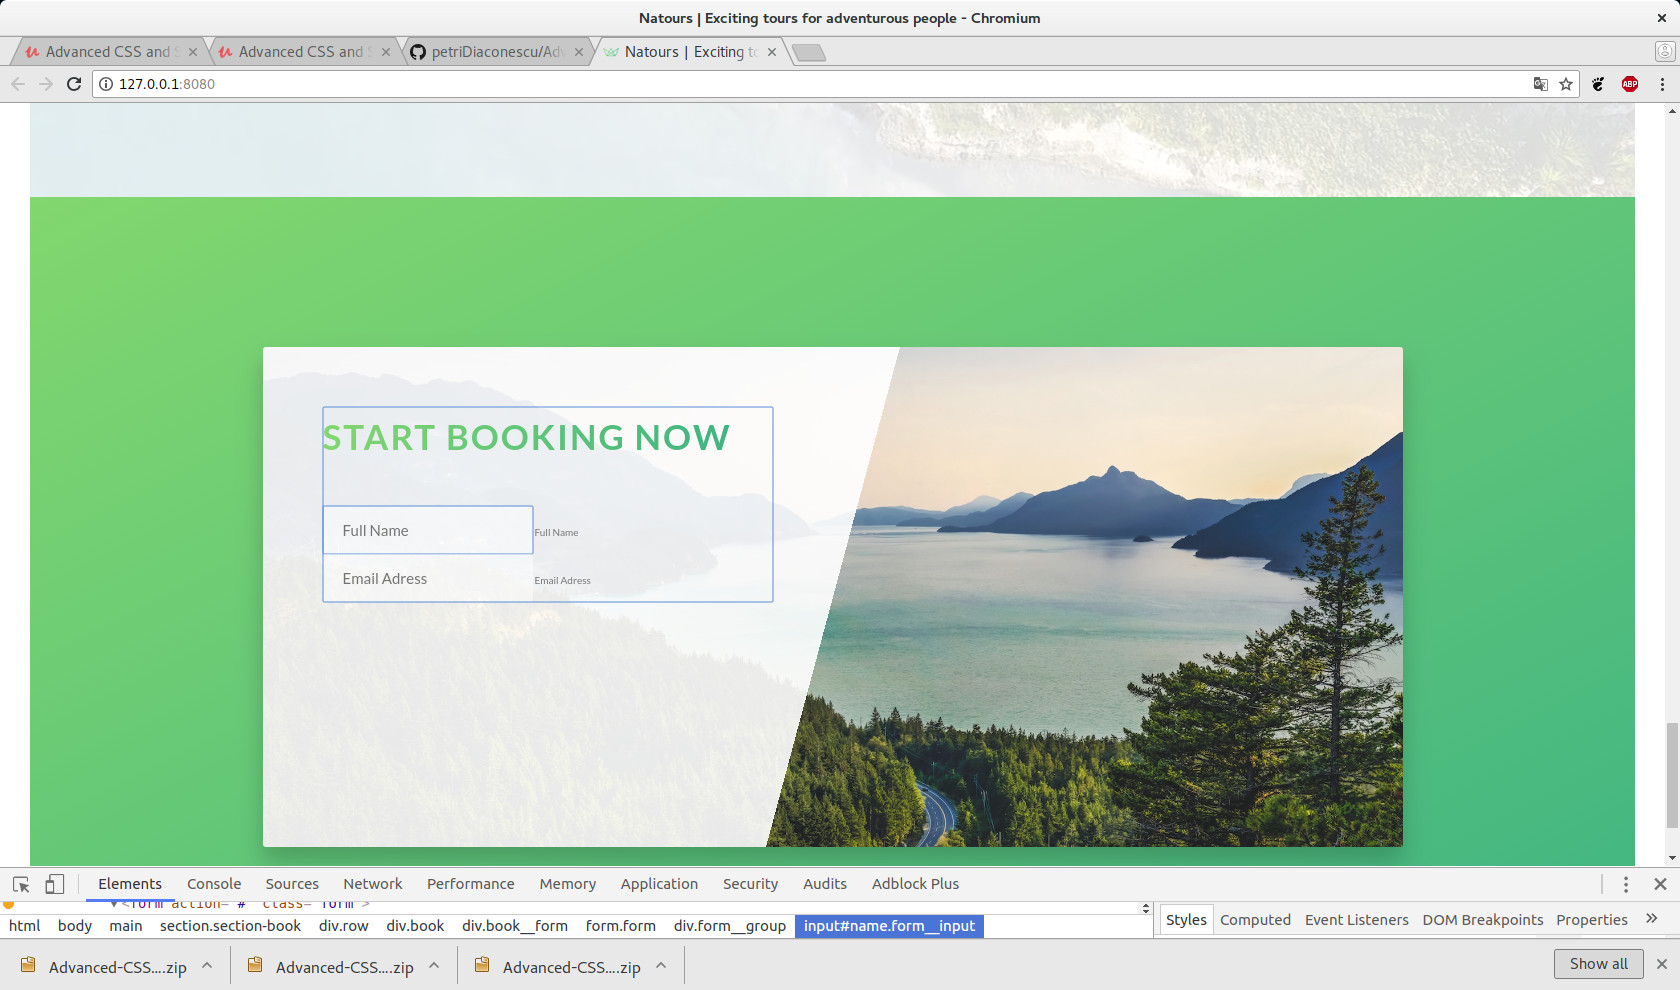 Natours | Exciting tours for adventurous people - Chromium
Advanced CSS and S
Advanced CSS and S
petriDiaconescu/Adv
Natours | Exciting to
127.0.0.1:8080
ABP
START BOOKING NOW
Full Name
Full Name
Email Adress
Email Adress
Elements Console Sources Network Performance Memory Application Security Audits Adblock Plus
<form action="#" class="form">
html body main section.section-book div.row div.book div.book__form form.form div.form__group input#name.form__input
Styles Computed Event Listeners DOM Breakpoints Properties »
Advanced-CSS....zip
Advanced-CSS....zip
Advanced-CSS....zip
Show all